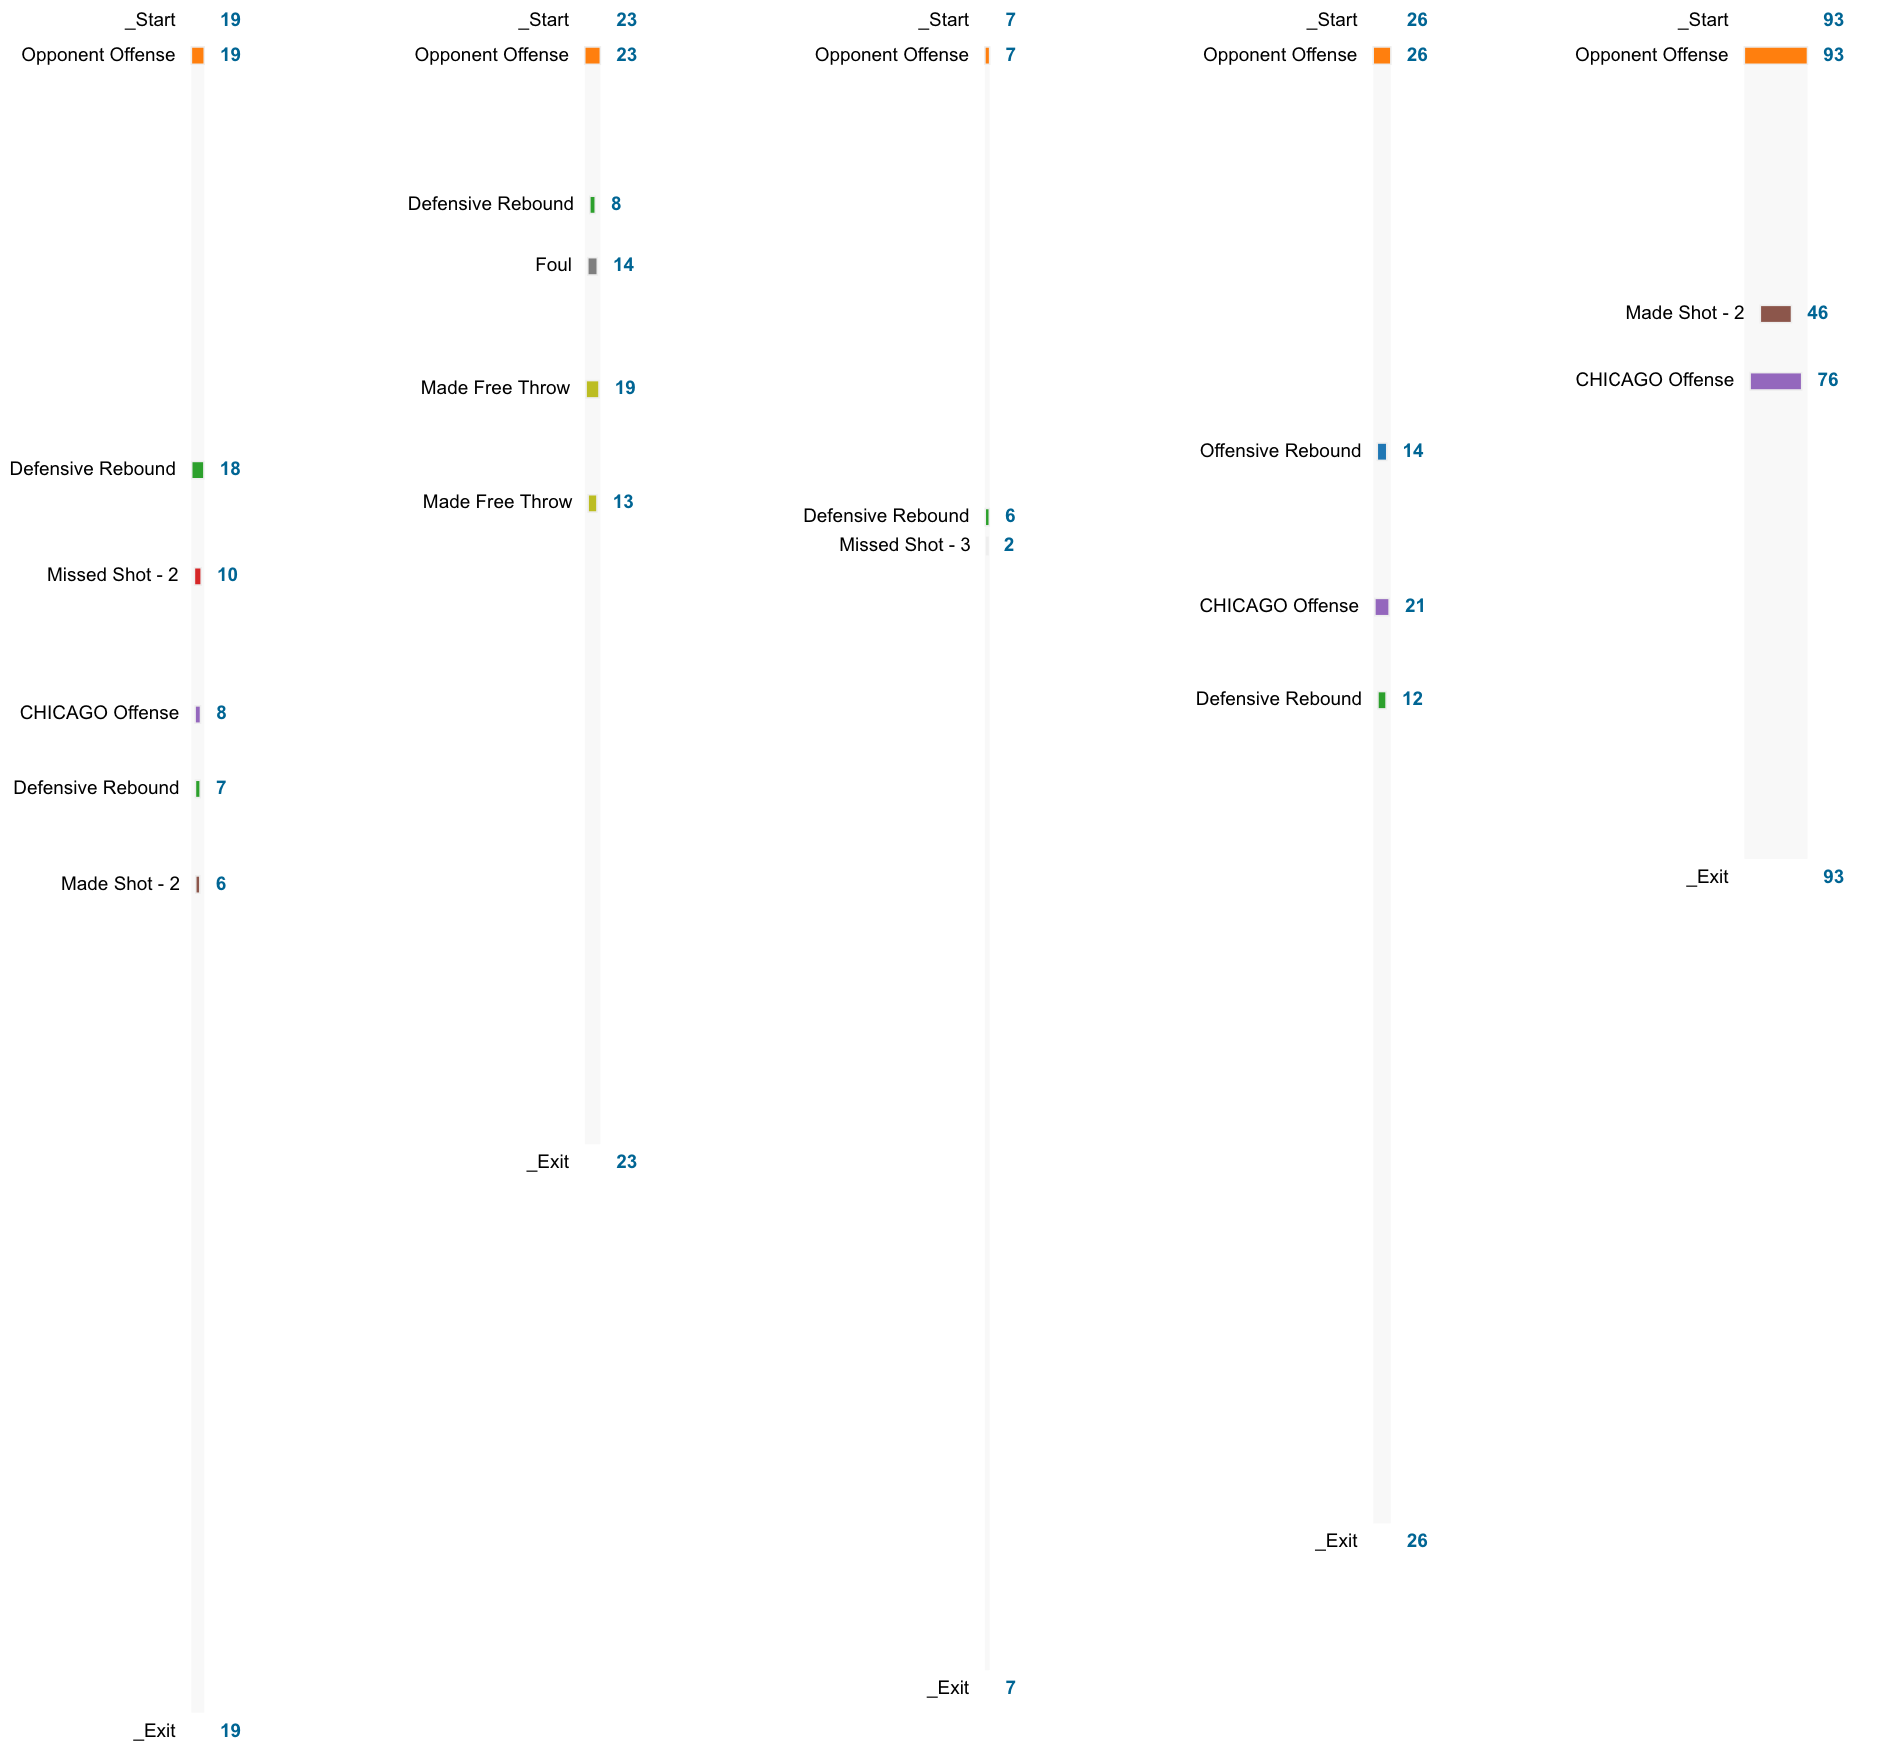 _Start 19
Opponent Offense 19
Defensive Rebound 18
Missed Shot - 2 10
CHICAGO Offense 8
Defensive Rebound 7
Made Shot - 2 6
_Exit 19
_Start 23
Opponent Offense 23
Defensive Rebound 8
Foul 14
Made Free Throw 19
Made Free Throw 13
_Exit 23
_Start 7
Opponent Offense 7
Defensive Rebound 6
Missed Shot - 3 2
_Exit 7
_Start 26
Opponent Offense 26
Offensive Rebound 14
CHICAGO Offense 21
Defensive Rebound 12
_Exit 26
_Start 93
Opponent Offense 93
Made Shot - 2 46
CHICAGO Offense 76
_Exit 93